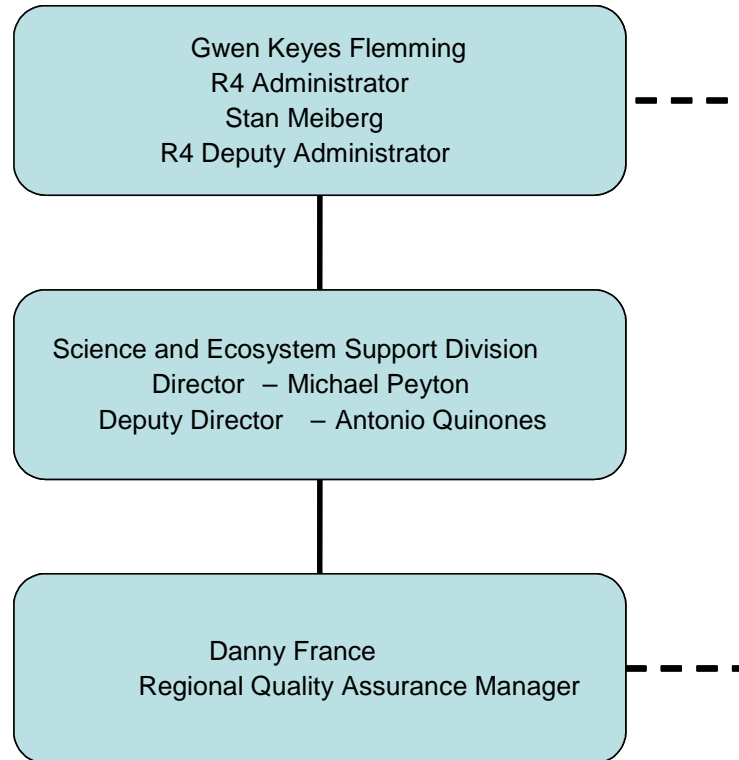 Gwen Keyes Flemming
R4 Administrator
Stan Meiberg
R4 Deputy Administrator
Science and Ecosystem Support Division
Director – Michael Peyton
Deputy Director – Antonio Quinones
Danny France
Regional Quality Assurance Manager